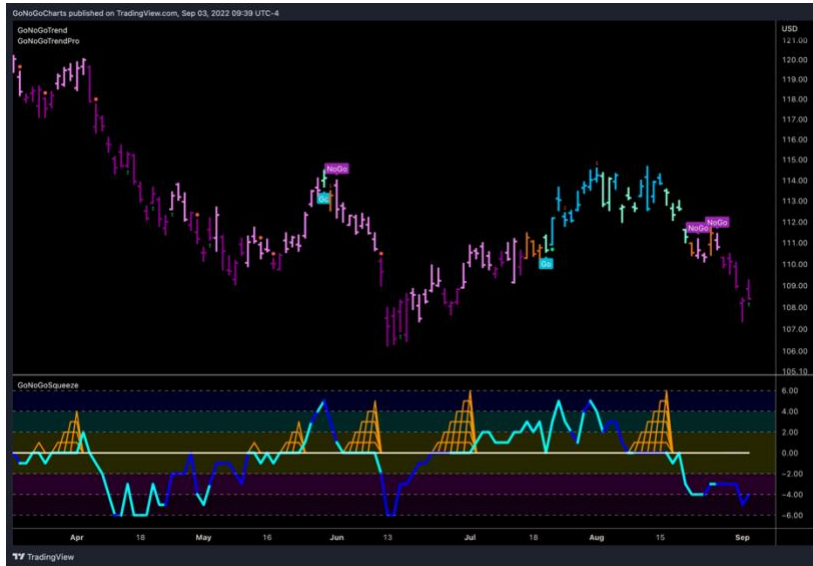 GoNoGoCharts published on TradingView.com, Sep 03, 2022 09:39 UTC-4
GoNoGoTrend
GoNoGoTrendPro
USD
121.00
120.00
119.00
118.00
117.00
116.00
115.00
114.00
113.00
112.00
111.00
110.00
109.00
108.00
107.00
106.00
105.10
NoGo
Go
NoGo
NoGo
Go
GoNoGoSqueeze
6.00
4.00
2.00
0.00
−2.00
−4.00
−6.00
Apr 18 May 16 Jun 13 Jul 18 Aug 15 Sep
TradingView